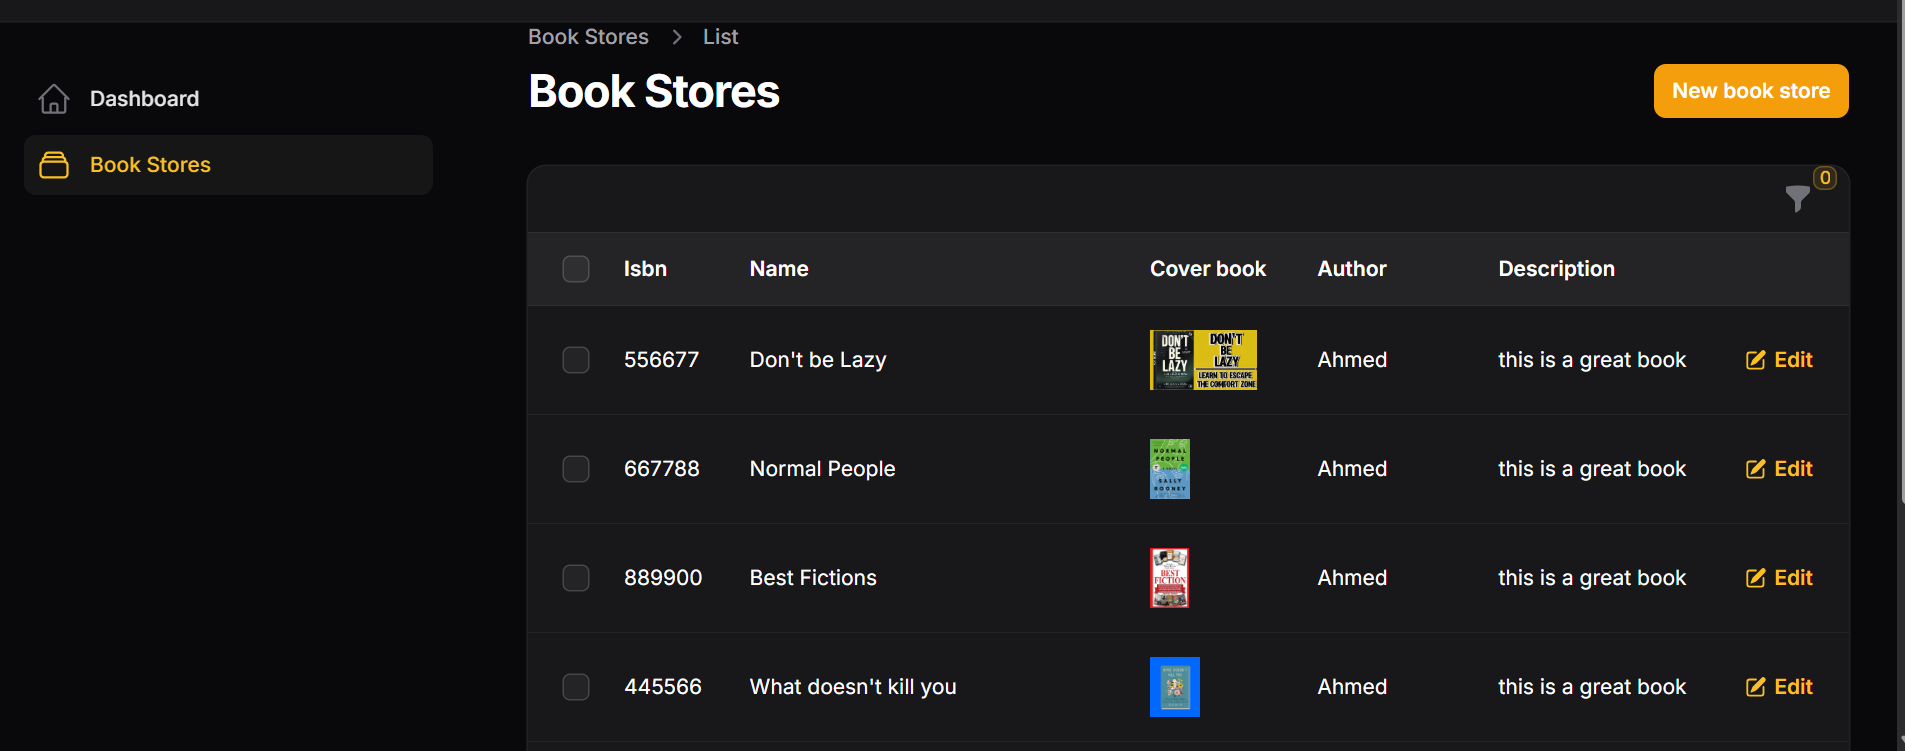 Book Stores > List
Dashboard
Book Stores
Book Stores
New book store
0
Isbn Name Cover book Author Description
556677 Don't be Lazy Ahmed this is a great book Edit
DON'T
BE
LAZY
DON'T
BE
LAZY
LEARN TO ESCAPE
THE COMFORT ZONE
667788 Normal People Ahmed this is a great book Edit
NORMAL
PEOPLE
SALLY
ROONEY
889900 Best Fictions Ahmed this is a great book Edit
BEST
FICTION
445566 What doesn't kill you Ahmed this is a great book Edit